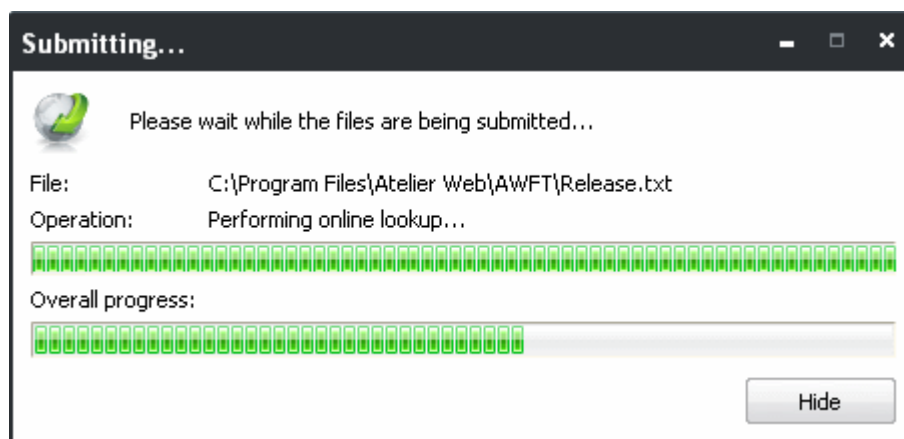 Submitting...
Please wait while the files are being submitted...
File: C:\Program Files\Atelier Web\AWFT\Release.txt
Operation: Performing online lookup...
Overall progress:
Hide